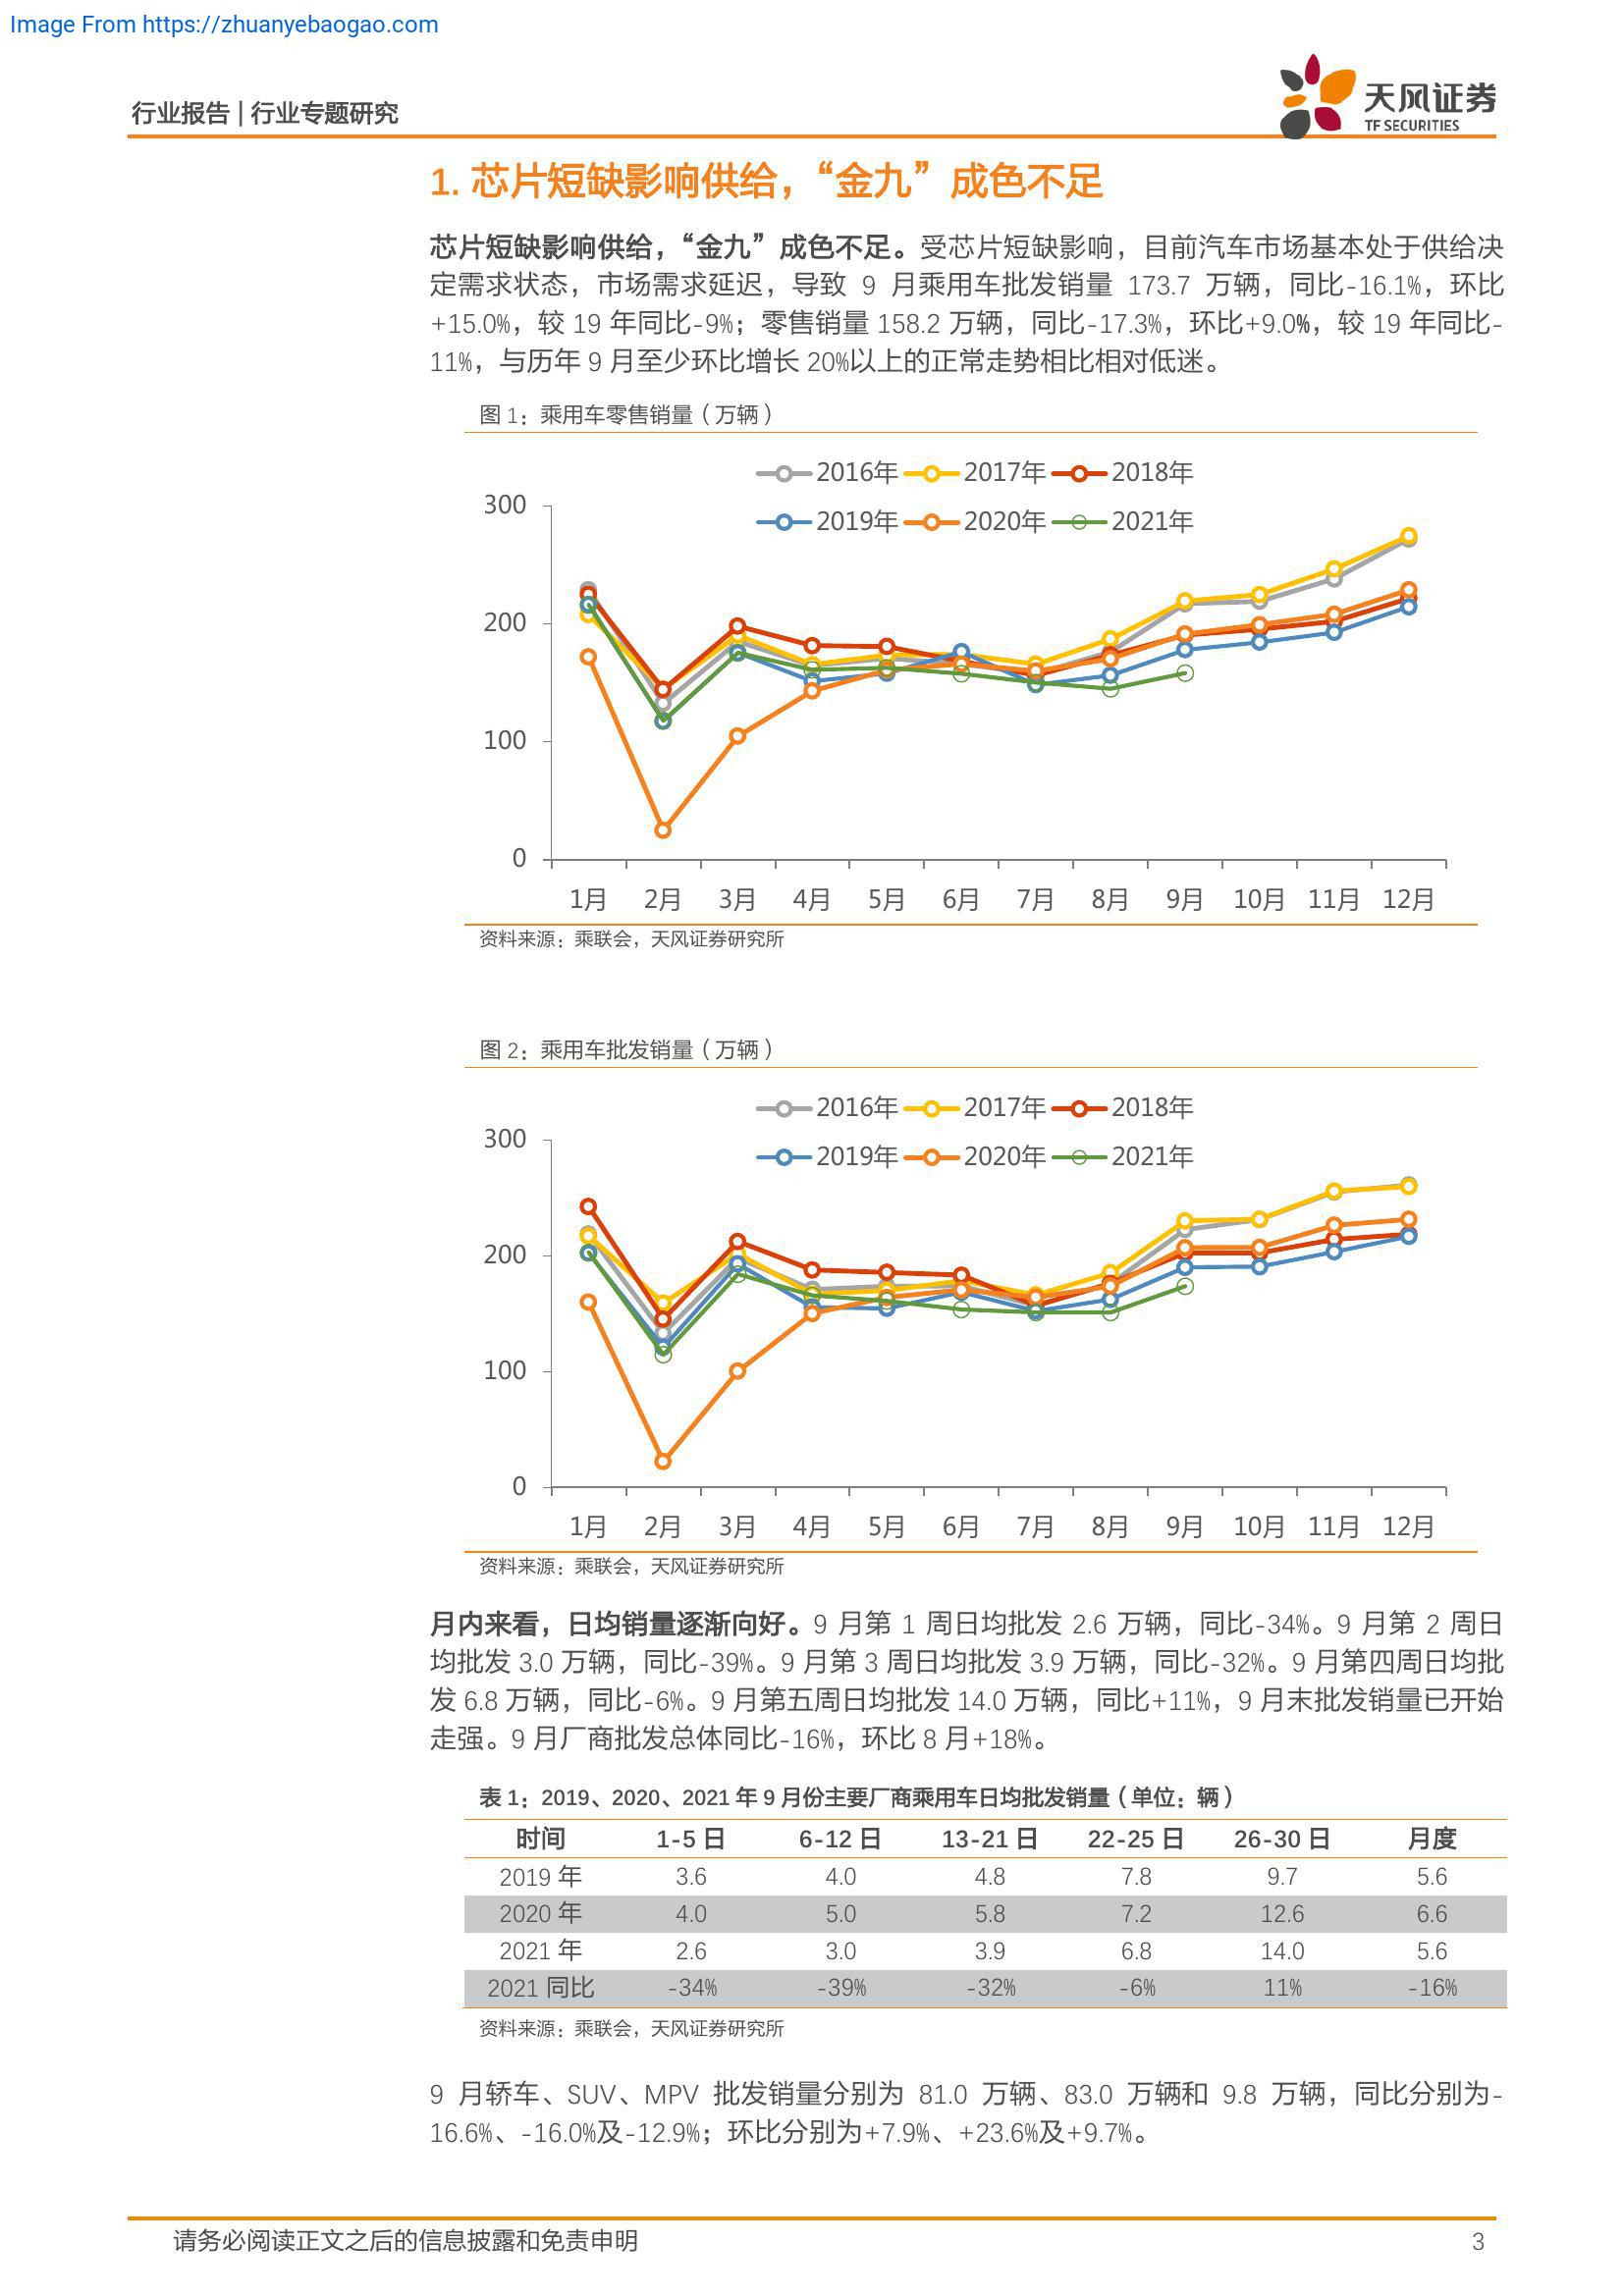 Image From https://zhuanyebaogao.com
行业报告 | 行业专题研究
天风证券
TF SECURITIES
1. 芯片短缺影响供给，“金九”成色不足
芯片短缺影响供给，“金九”成色不足。受芯片短缺影响，目前汽车市场基本处于供给决
定需求状态，市场需求延迟，导致 9 月乘用车批发销量 173.7 万辆，同比-16.1%，环比
+15.0%，较 19 年同比-9%；零售销量 158.2 万辆，同比-17.3%，环比+9.0%，较 19 年同比-
11%，与历年 9 月至少环比增长 20%以上的正常走势相比相对低迷。
图 1：乘用车零售销量（万辆）
2016年 2017年 2018年
2019年 2020年 2021年
300
200
100
0
1月 2月 3月 4月 5月 6月 7月 8月 9月 10月 11月 12月
资料来源：乘联会，天风证券研究所
图 2：乘用车批发销量（万辆）
2016年 2017年 2018年
2019年 2020年 2021年
300
200
100
0
1月 2月 3月 4月 5月 6月 7月 8月 9月 10月 11月 12月
资料来源：乘联会，天风证券研究所
月内来看，日均销量逐渐向好。9 月第 1 周日均批发 2.6 万辆，同比-34%。9 月第 2 周日
均批发 3.0 万辆，同比-39%。9 月第 3 周日均批发 3.9 万辆，同比-32%。9 月第四周日均批
发 6.8 万辆，同比-6%。9 月第五周日均批发 14.0 万辆，同比+11%，9 月末批发销量已开始
走强。9 月厂商批发总体同比-16%，环比 8 月+18%。
表 1：2019、2020、2021 年 9 月份主要厂商乘用车日均批发销量（单位：辆）
时间 1-5 日 6-12 日 13-21 日 22-25 日 26-30 日 月度
2019 年 3.6 4.0 4.8 7.8 9.7 5.6
2020 年 4.0 5.0 5.8 7.2 12.6 6.6
2021 年 2.6 3.0 3.9 6.8 14.0 5.6
2021 同比 -34% -39% -32% -6% 11% -16%
资料来源：乘联会，天风证券研究所
9 月轿车、SUV、MPV 批发销量分别为 81.0 万辆、83.0 万辆和 9.8 万辆，同比分别为-
16.6%、-16.0%及-12.9%；环比分别为+7.9%、+23.6%及+9.7%。
请务必阅读正文之后的信息披露和免责申明
3